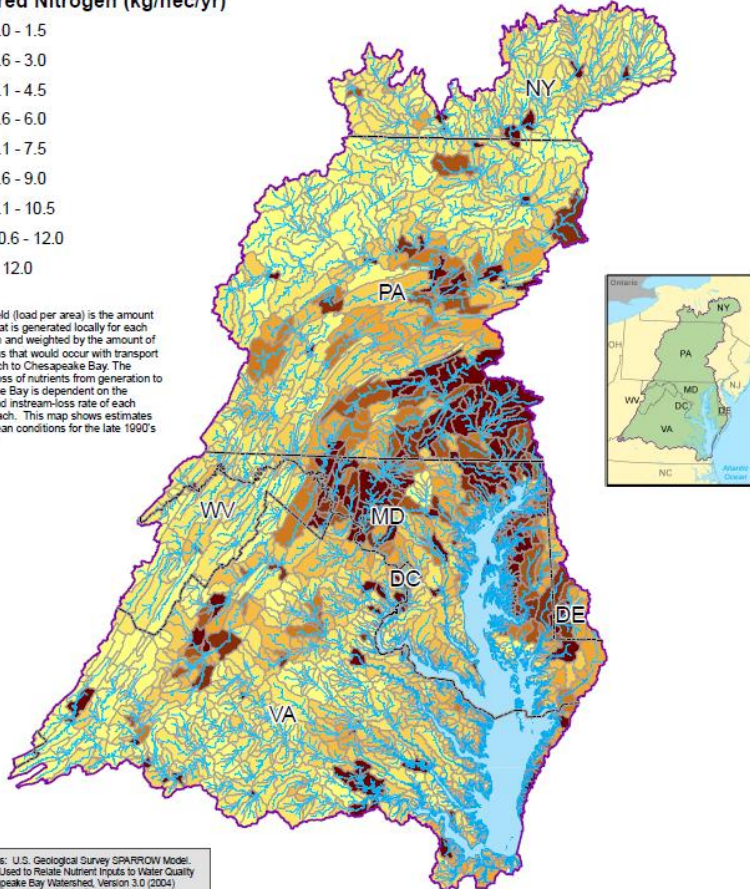 red Nitrogen (kg/hec/yr)
.0 - 1.5
.6 - 3.0
.1 - 4.5
.6 - 6.0
.1 - 7.5
.6 - 9.0
.1 - 10.5
0.6 - 12.0
12.0
ld (load per area) is the amount
at is generated locally for each
and weighted by the amount of
s that would occur with transport
ch to Chesapeake Bay. The
ss of nutrients from generation to
e Bay is dependent on the
d instream-loss rate of each
ach. This map shows estimates
an conditions for the late 1990's
NY
PA
WV
MD
DC
DE
VA
Ontario
NY
OH
PA
NJ
MD
WV
DC
DE
VA
Atlantic
Ocean
NC
s: U.S. Geological Survey SPARROW Model.
Used to Relate Nutrient Inputs to Water Quality
peake Bay Watershed, Version 3.0 (2004)